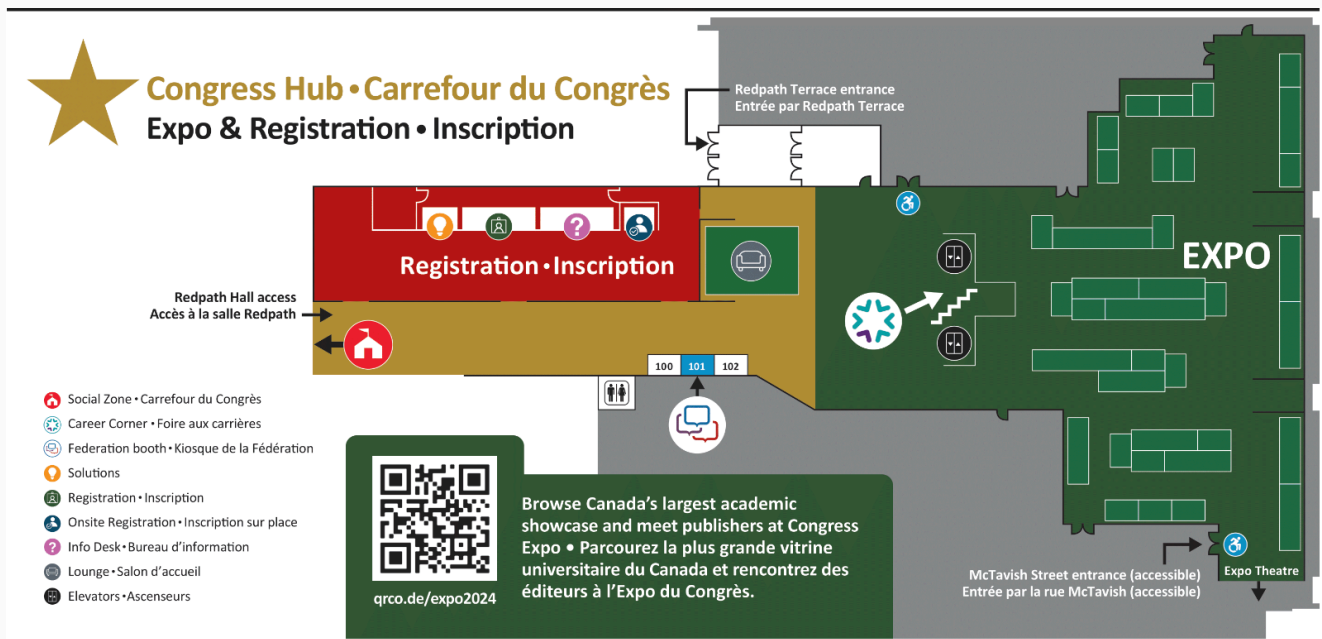 Congress Hub • Carrefour du Congrès
Expo & Registration • Inscription
Redpath Terrace entrance
Entrée par Redpath Terrace
Registration • Inscription
EXPO
Redpath Hall access
Accès à la salle Redpath
100 101 102
Social Zone • Carrefour du Congrès
Career Corner • Foire aux carrières
Federation booth • Kiosque de la Fédération
Solutions
Registration • Inscription
Onsite Registration • Inscription sur place
Info Desk • Bureau d'information
Lounge • Salon d'accueil
Elevators • Ascenseurs
qrco.de/expo2024
Browse Canada's largest academic
showcase and meet publishers at Congress
Expo • Parcourez la plus grande vitrine
universitaire du Canada et rencontrez des
éditeurs à l'Expo du Congrès.
McTavish Street entrance (accessible)
Entrée par la rue McTavish (accessible)
Expo Theatre